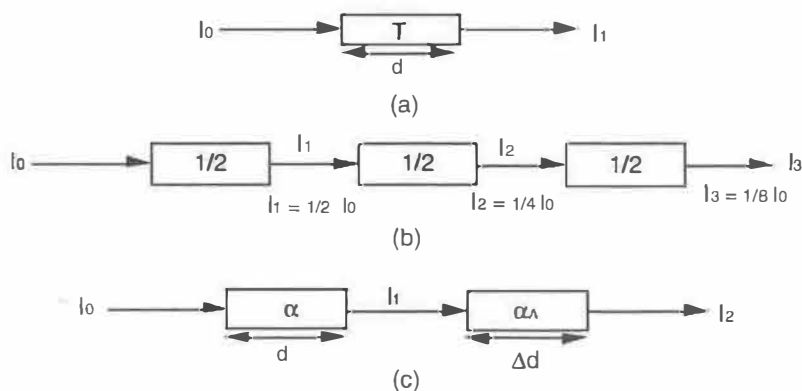 I₀ T I₁
d
(a)
I₀ 1/2 I₁ 1/2 I₂ 1/2 I₃
I₁ = 1/2 I₀ I₂ = 1/4 I₀ I₃ = 1/8 I₀
(b)
I₀ α I₁ αΛ I₂
d Δd
(c)